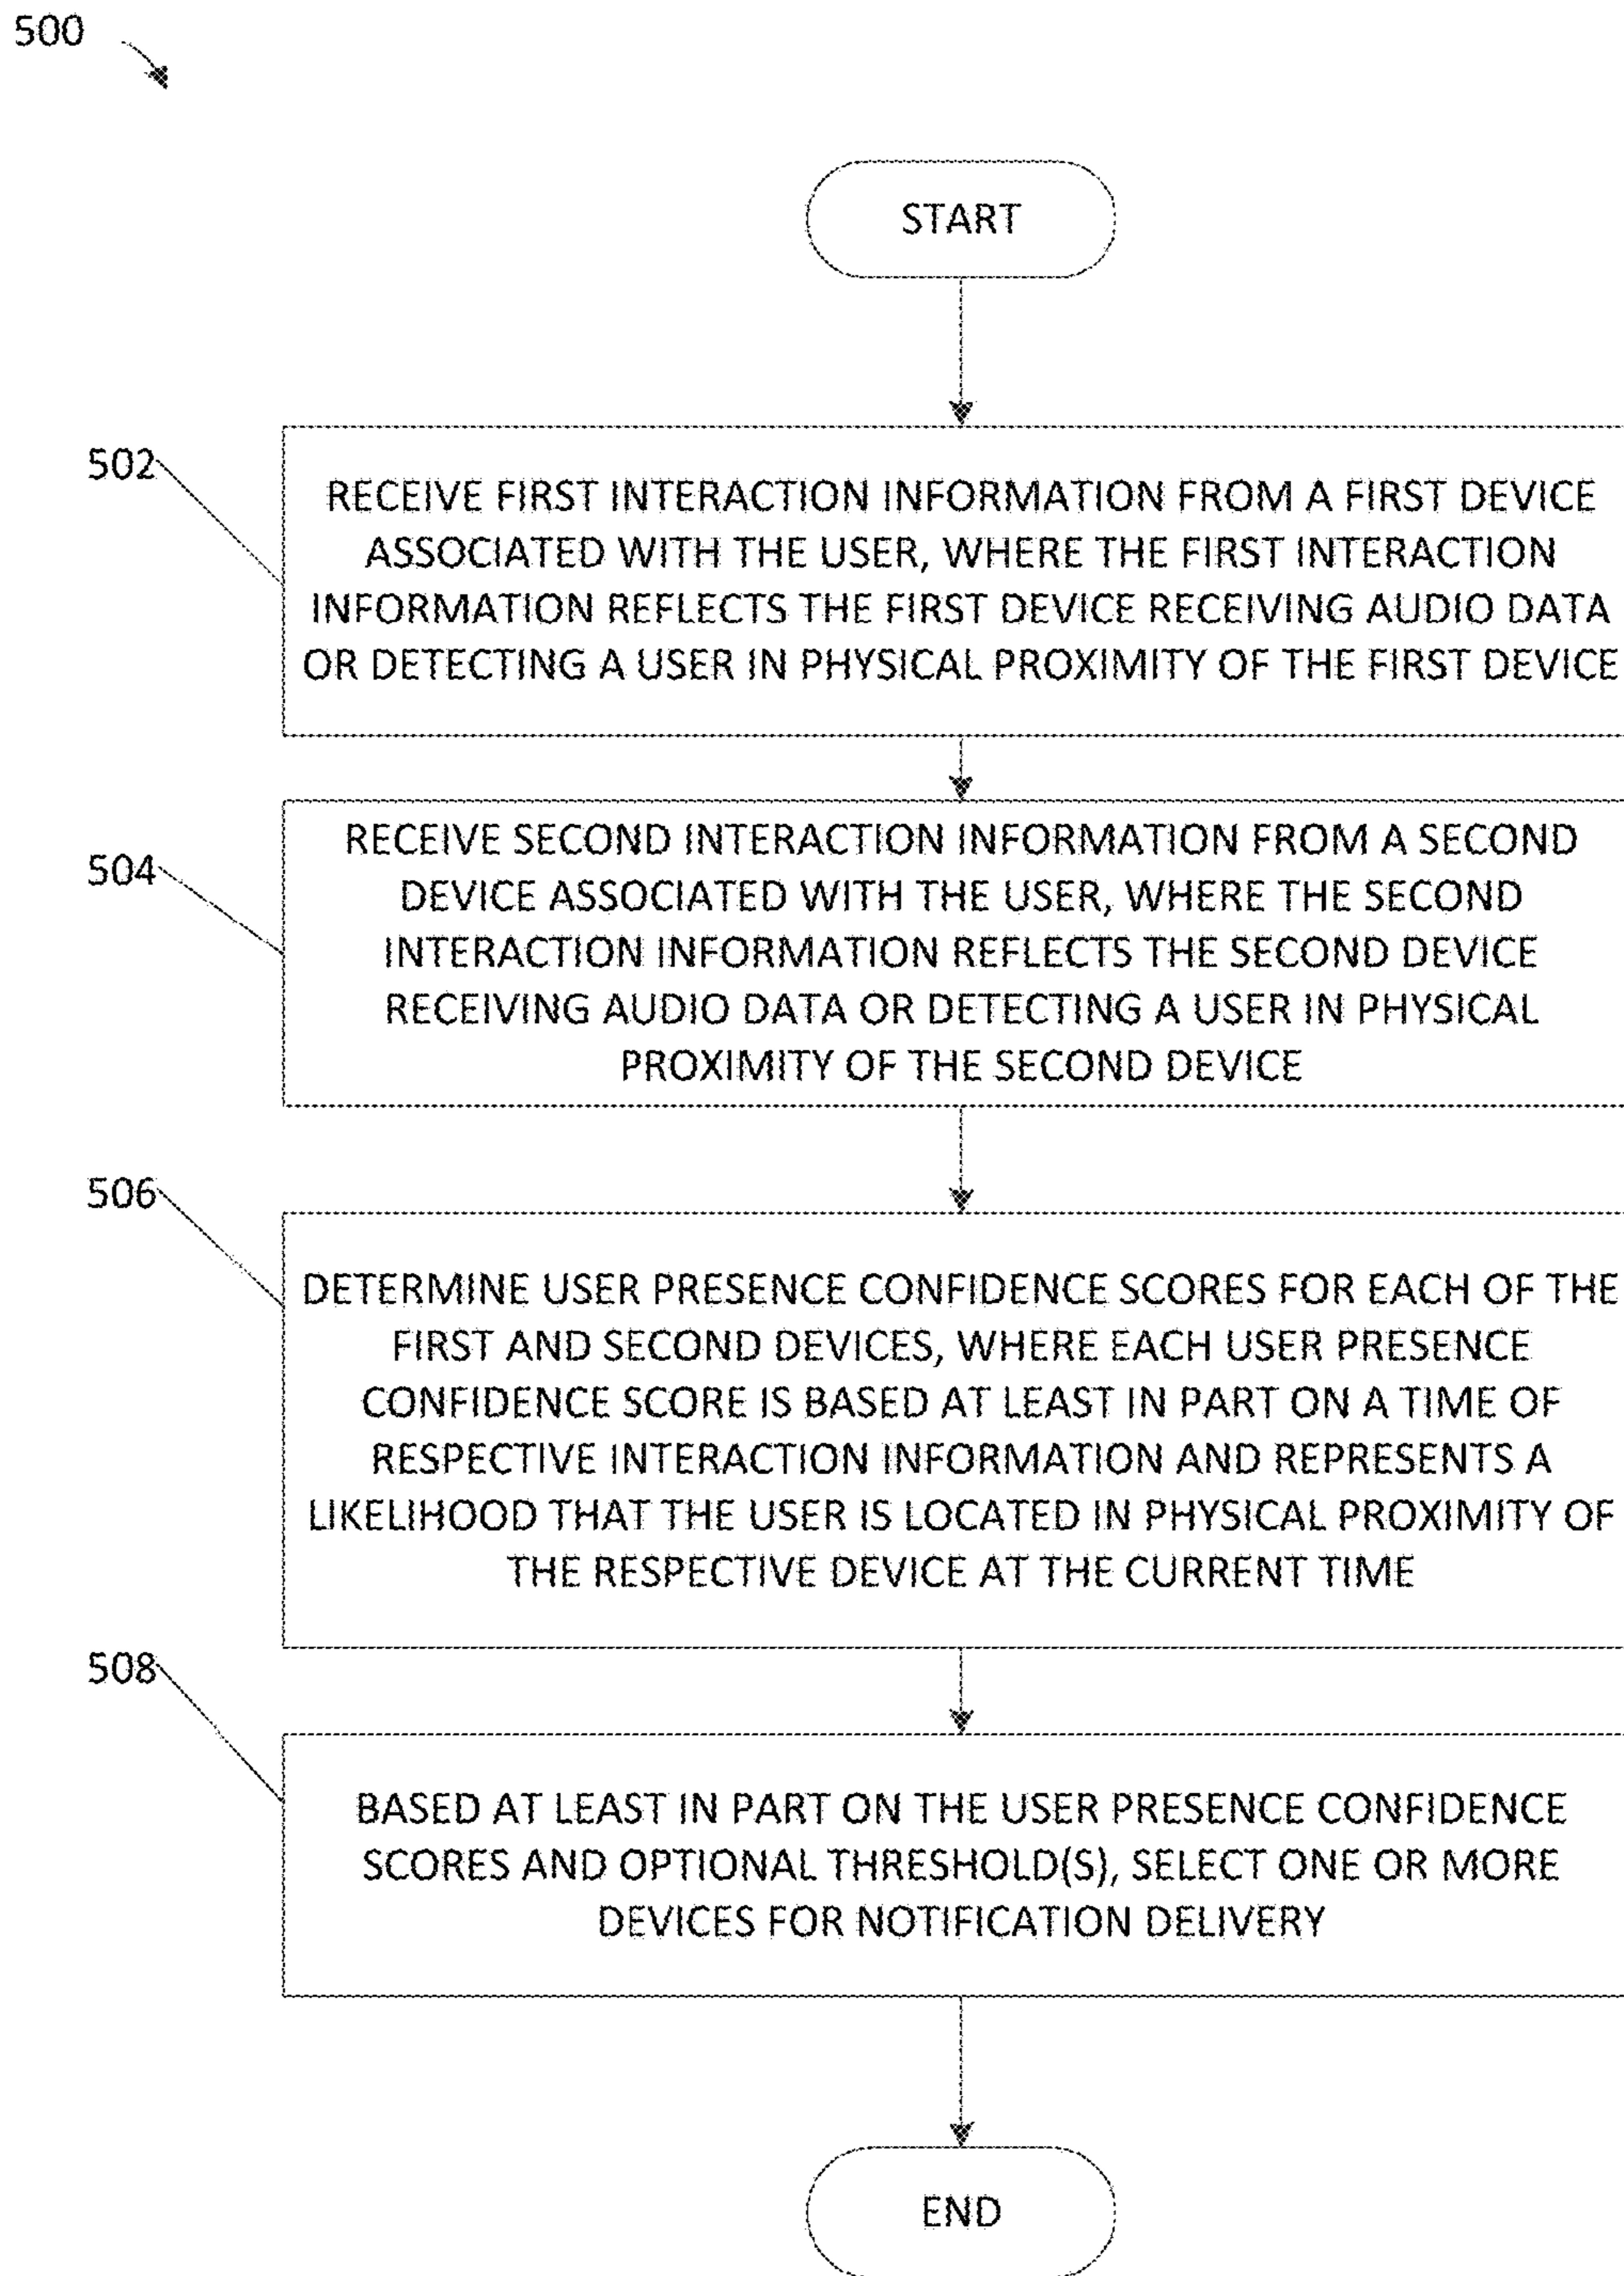 500
START
502
RECEIVE FIRST INTERACTION INFORMATION FROM A FIRST DEVICE
ASSOCIATED WITH THE USER, WHERE THE FIRST INTERACTION
INFORMATION REFLECTS THE FIRST DEVICE RECEIVING AUDIO DATA
OR DETECTING A USER IN PHYSICAL PROXIMITY OF THE FIRST DEVICE
504
RECEIVE SECOND INTERACTION INFORMATION FROM A SECOND
DEVICE ASSOCIATED WITH THE USER, WHERE THE SECOND
INTERACTION INFORMATION REFLECTS THE SECOND DEVICE
RECEIVING AUDIO DATA OR DETECTING A USER IN PHYSICAL
PROXIMITY OF THE SECOND DEVICE
506
DETERMINE USER PRESENCE CONFIDENCE SCORES FOR EACH OF THE
FIRST AND SECOND DEVICES, WHERE EACH USER PRESENCE
CONFIDENCE SCORE IS BASED AT LEAST IN PART ON A TIME OF
RESPECTIVE INTERACTION INFORMATION AND REPRESENTS A
LIKELIHOOD THAT THE USER IS LOCATED IN PHYSICAL PROXIMITY OF
THE RESPECTIVE DEVICE AT THE CURRENT TIME
508
BASED AT LEAST IN PART ON THE USER PRESENCE CONFIDENCE
SCORES AND OPTIONAL THRESHOLD(S), SELECT ONE OR MORE
DEVICES FOR NOTIFICATION DELIVERY
END